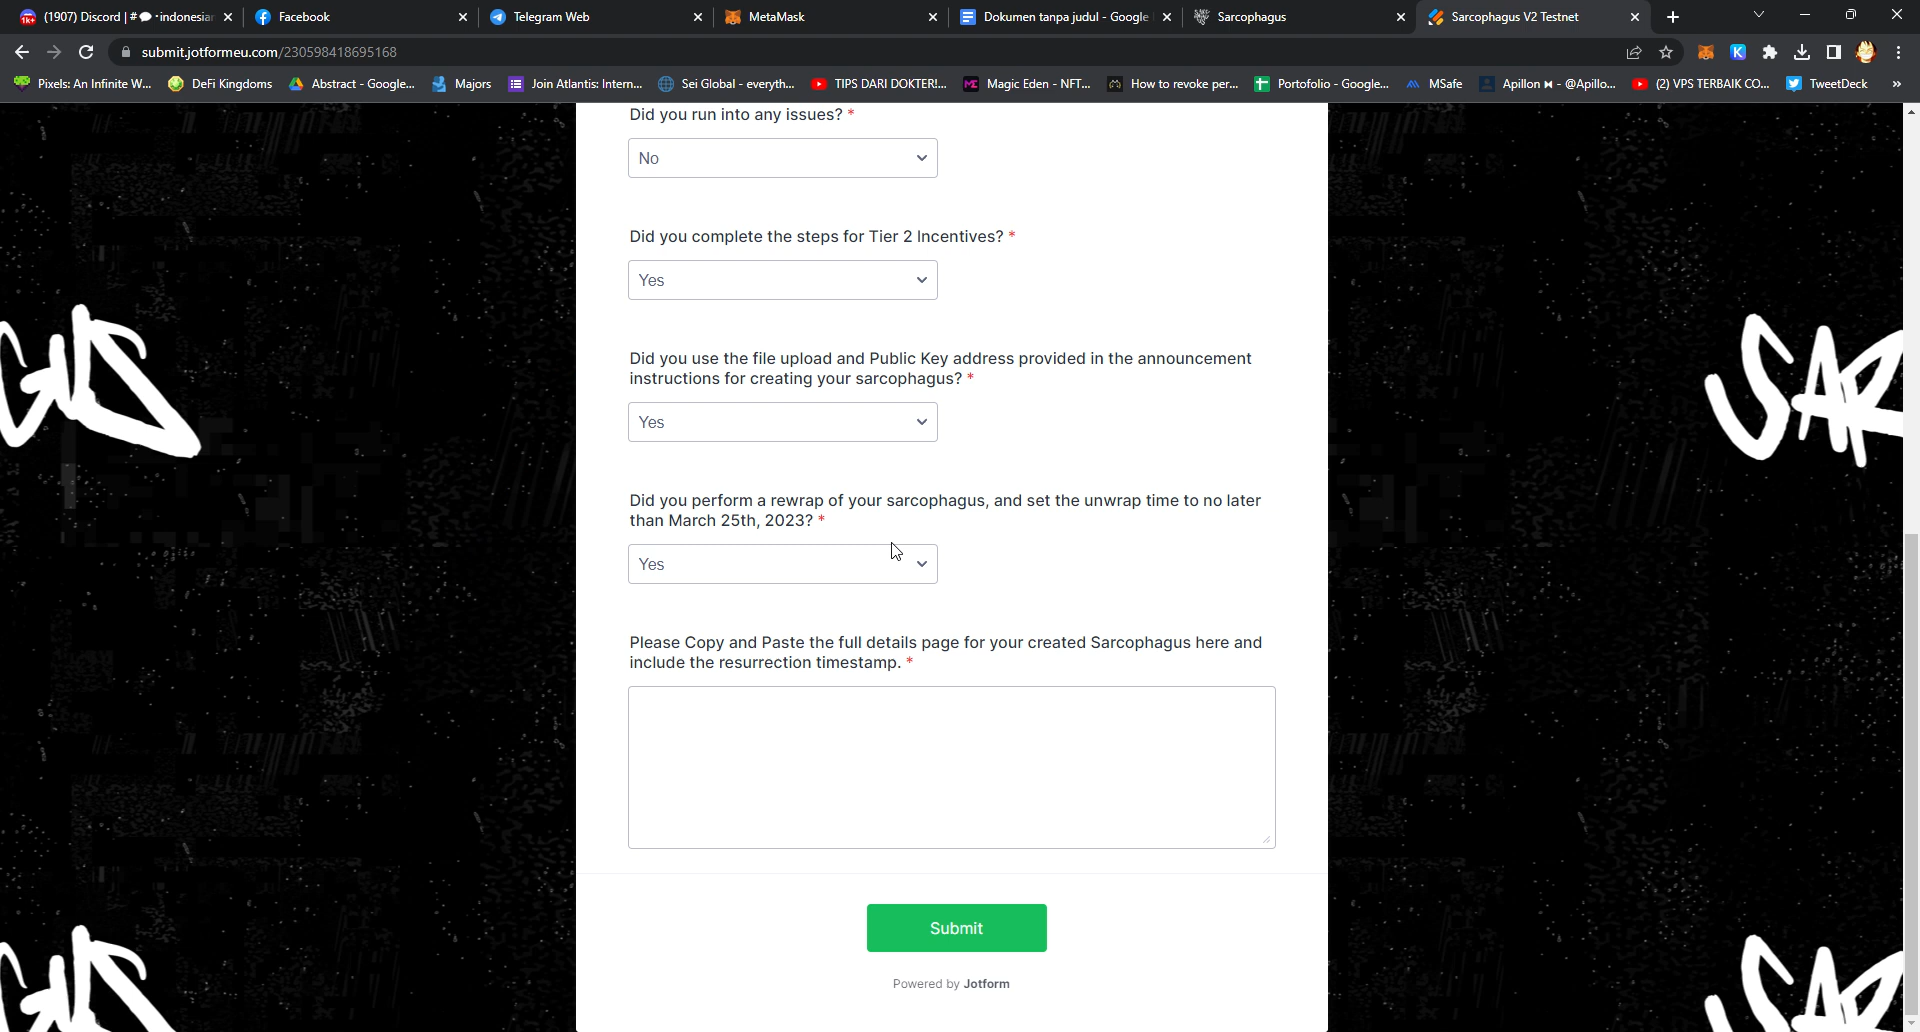 (1907) Discord | #💬・indonesian
Facebook
Telegram Web
MetaMask
Dokumen tanpa judul - Google
Sarcophagus
Sarcophagus V2 Testnet
submit.jotformeu.com/230598418695168
Pixels: An Infinite W...
DeFi Kingdoms
Abstract - Google...
Majors
Join Atlantis: Intern...
Sei Global - everyth...
TIPS DARI DOKTER!...
Magic Eden - NFT...
How to revoke per...
Portofolio - Google...
MSafe
Apillon ⧓ - @Apillo...
(2) VPS TERBAIK CO...
TweetDeck
»
Did you run into any issues? *
No
Did you complete the steps for Tier 2 Incentives? *
Yes
Did you use the file upload and Public Key address provided in the announcement
instructions for creating your sarcophagus? *
Yes
Did you perform a rewrap of your sarcophagus, and set the unwrap time to no later
than March 25th, 2023? *
Yes
Please Copy and Paste the full details page for your created Sarcophagus here and
include the resurrection timestamp. *
Submit
Powered by Jotform